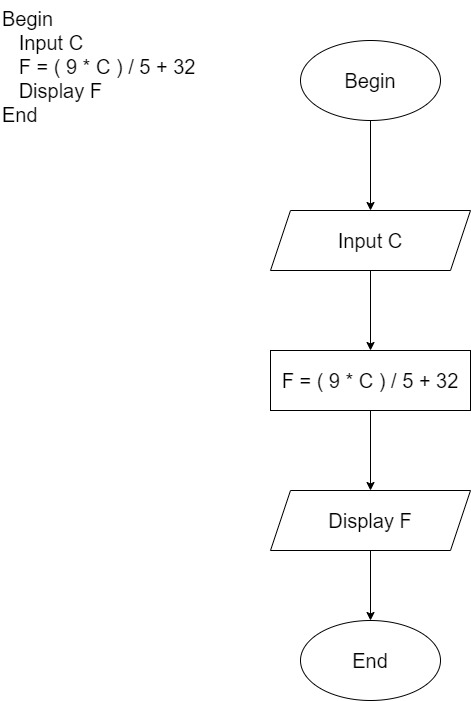 Begin
Input C
F = ( 9 * C ) / 5 + 32
Display F
End
Begin
Input C
F = ( 9 * C ) / 5 + 32
Display F
End